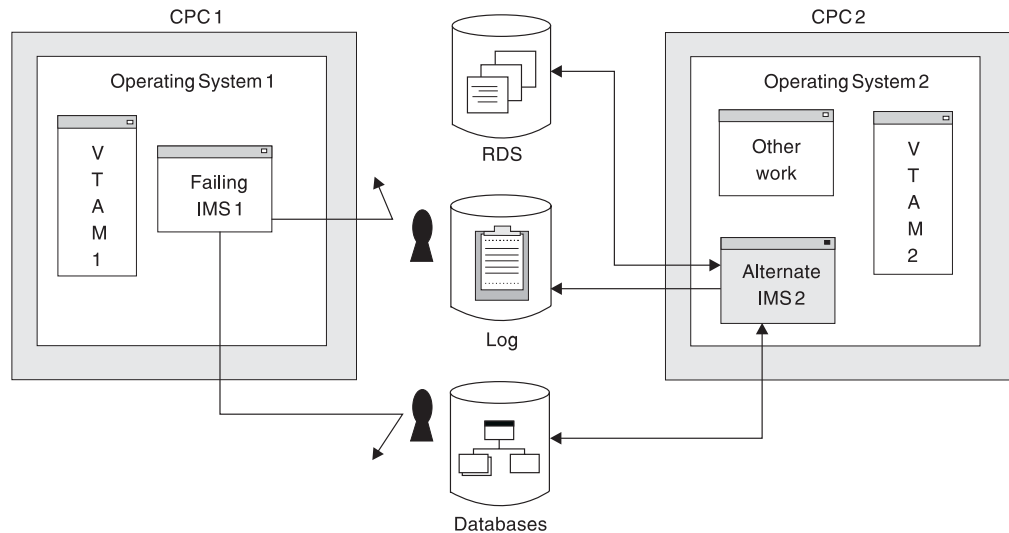 CPC 1
Operating System 1
V
T
A
M
1
Failing
IMS 1
RDS
Log
Databases
CPC 2
Operating System 2
Other
work
V
T
A
M
2
Alternate
IMS 2